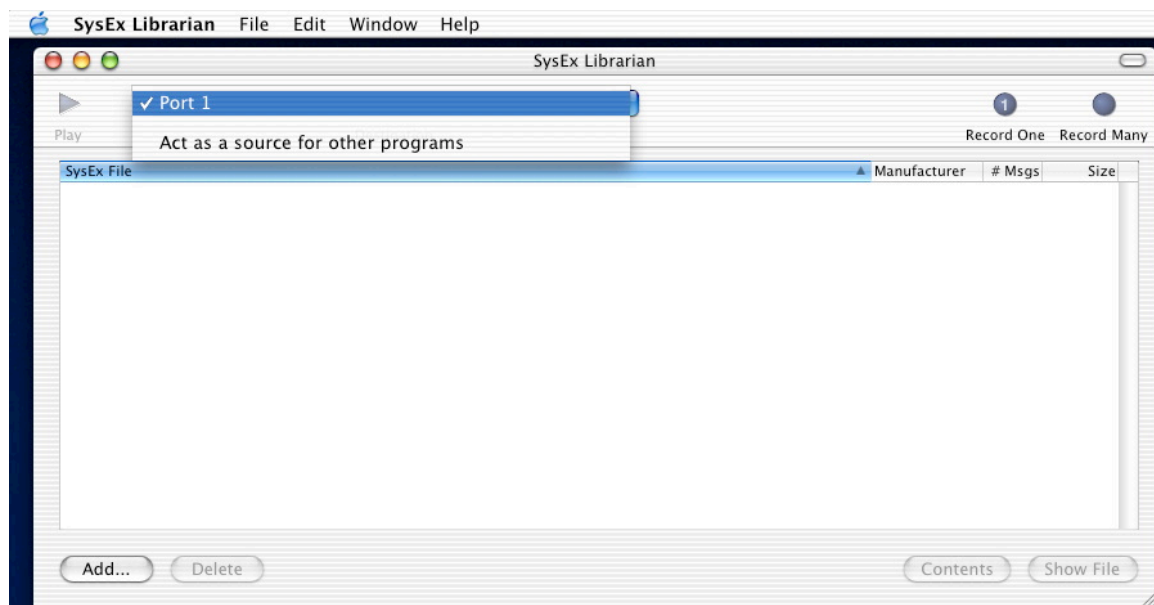 SysEx Librarian File Edit Window Help
SysEx Librarian
✓ Port 1
Act as a source for other programs
Play
1
Record One Record Many
SysEx File Manufacturer # Msgs Size
Add... Delete Contents Show File